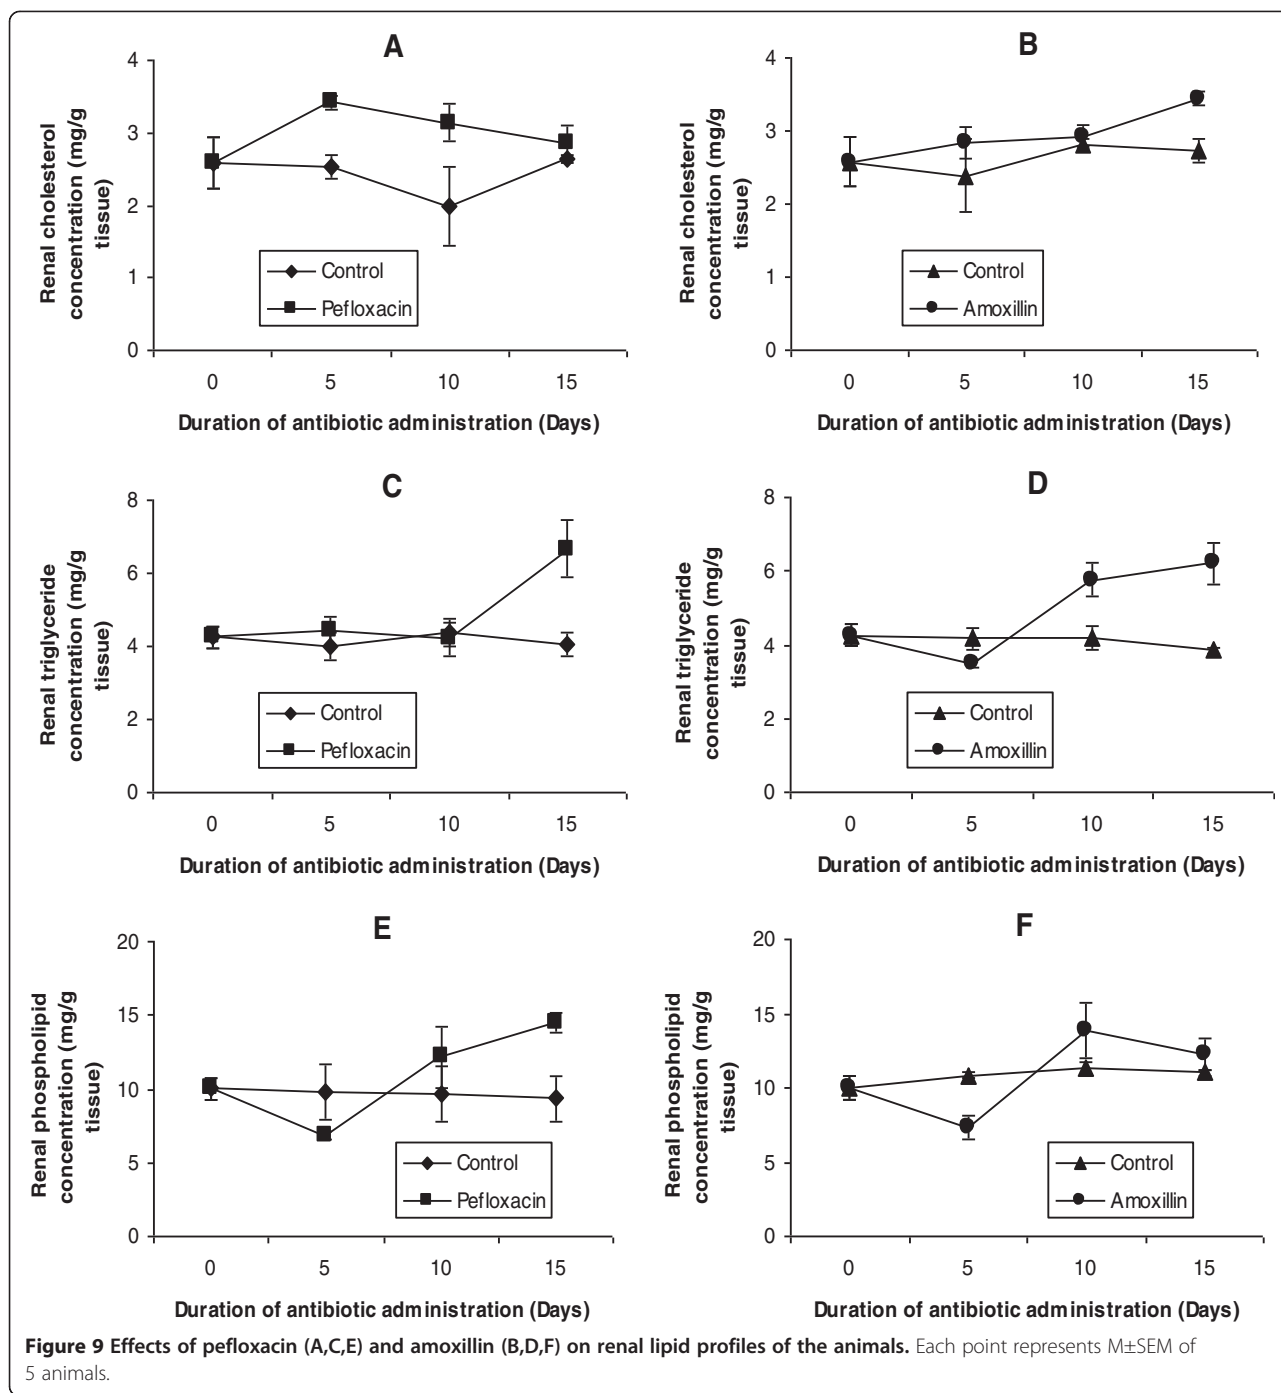 A
Renal cholesterol
concentration (mg/g
tissue)
4
3
2
1
0
Control
Pefloxacin
0 5 10 15
Duration of antibiotic administration (Days)
B
Renal cholesterol
concentration (mg/g
tissue)
4
3
2
1
0
Control
Amoxillin
0 5 10 15
Duration of antibiotic administration (Days)
C
Renal triglyceride
concentration (mg/g
tissue)
8
6
4
2
0
Control
Pefloxacin
0 5 10 15
Duration of antibiotic administration (Days)
D
Renal triglyceride
concentration (mg/g
tissue)
8
6
4
2
0
Control
Amoxillin
0 5 10 15
Duration of antibiotic administration (Days)
E
Renal phospholipid
concentration (mg/g
tissue)
20
15
10
5
0
Control
Pefloxacin
0 5 10 15
Duration of antibiotic administration (Days)
F
Renal phospholipid
concentration (mg/g
tissue)
20
15
10
5
0
Control
Amoxillin
0 5 10 15
Duration of antibiotic administration (Days)
Figure 9 Effects of pefloxacin (A,C,E) and amoxillin (B,D,F) on renal lipid profiles of the animals. Each point represents M±SEM of
5 animals.